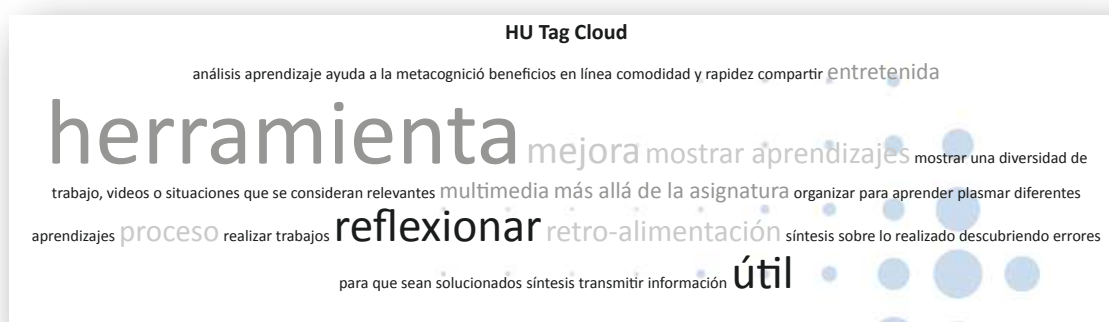 HU Tag Cloud
análisis aprendizaje ayuda a la metacognició beneficios en línea comodidad y rapidez compartir entretenida
herramienta mejora mostrar aprendizajes mostrar una diversidad de
trabajo, videos o situaciones que se consideran relevantes multimedia más allá de la asignatura organizar para aprender plasmar diferentes
aprendizajes proceso realizar trabajos reflexionar retro-alimentación síntesis sobre lo realizado descubriendo errores
para que sean solucionados síntesis transmitir información útil